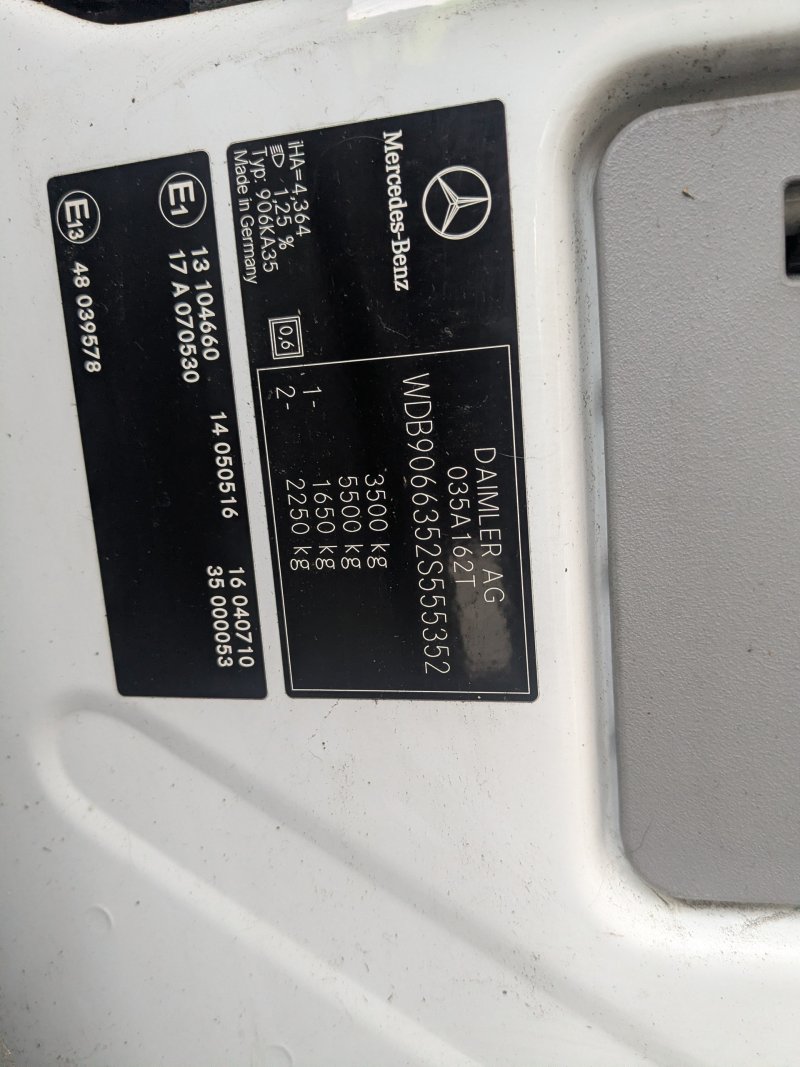 Mercedes-Benz
iHA=4,364
1,25 %
Typ: 906KA35
Made in Germany
0,6
DAIMLER AG
035A162T
WDB9066352S555352
3500 kg
5500 kg
1- 1650 kg
2- 2250 kg
E1 13 104660 14 050516 16 040710
17 A 070530 35 000053
E13 48 039578